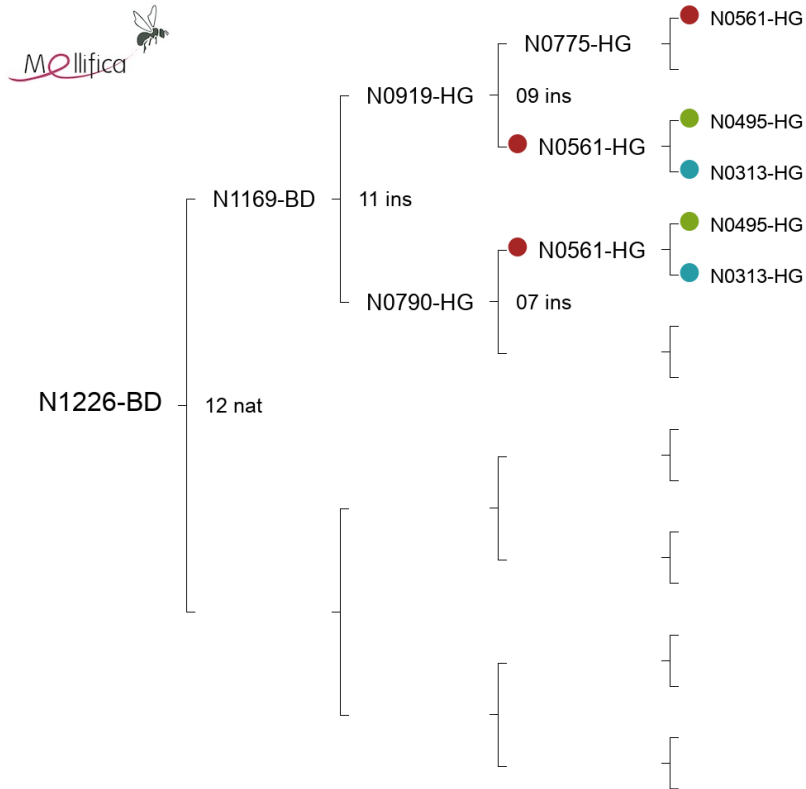 Mellifica
N0561-HG
N0775-HG
N0919-HG
09 ins
N0495-HG
N0561-HG
N0313-HG
N1169-BD
11 ins
N0495-HG
N0561-HG
N0313-HG
N0790-HG
07 ins
N1226-BD
12 nat